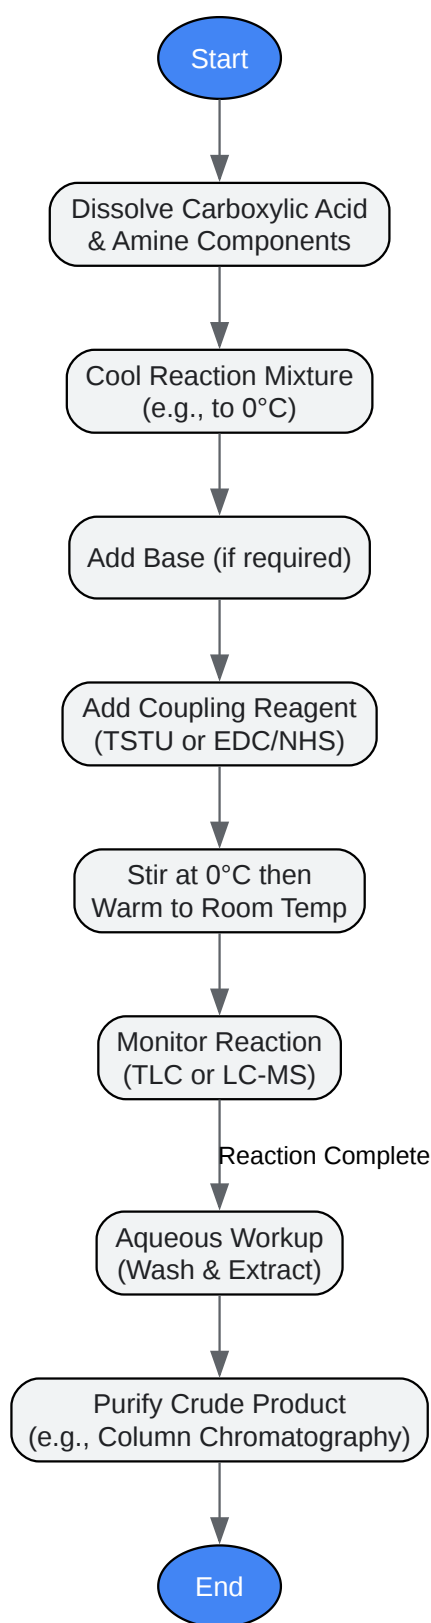 Start
Dissolve Carboxylic Acid
& Amine Components
Cool Reaction Mixture
(e.g., to 0°C)
Add Base (if required)
Add Coupling Reagent
(TSTU or EDC/NHS)
Stir at 0°C then
Warm to Room Temp
Monitor Reaction
(TLC or LC-MS)
Reaction Complete
Aqueous Workup
(Wash & Extract)
Purify Crude Product
(e.g., Column Chromatography)
End